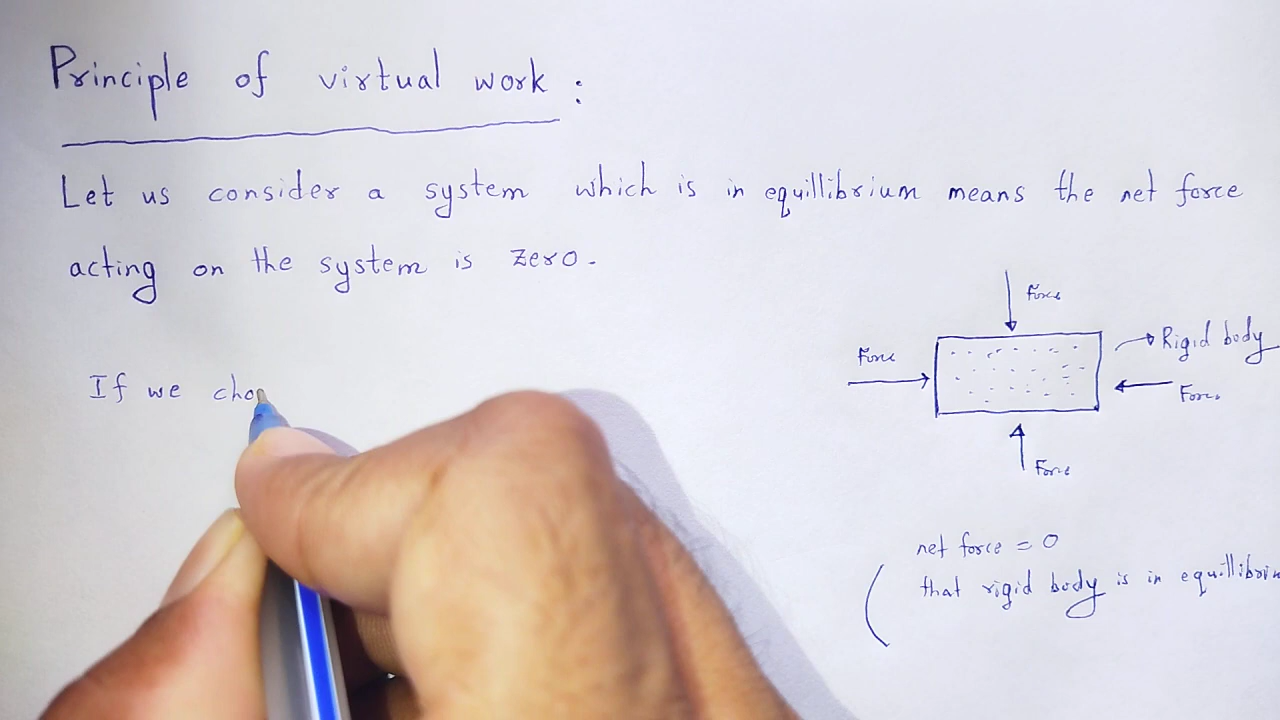 Principle of virtual work :
Let us consider a system which is in equillibrium means the net force
acting on the system is zero.
Force
Force
Rigid body
Force
Force
If we cho
net force = 0
that rigid body is in